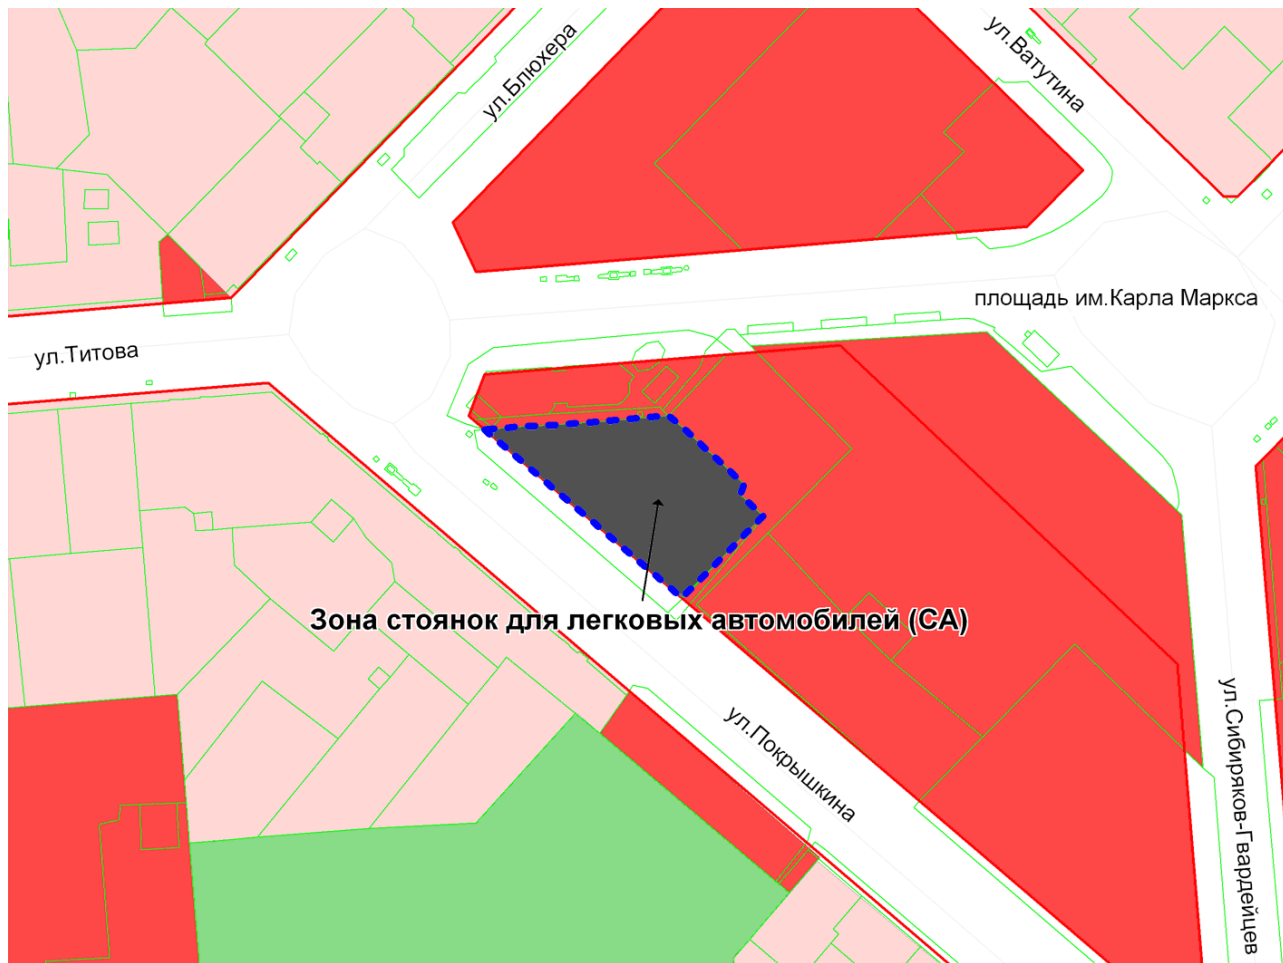 ул.Блюхера
ул.Ватутина
площадь им.Карла Маркса
ул.Титова
Зона стоянок для легковых автомобилей (СА)
ул.Покрышкина
ул.Сибиряков-Гвардейцев